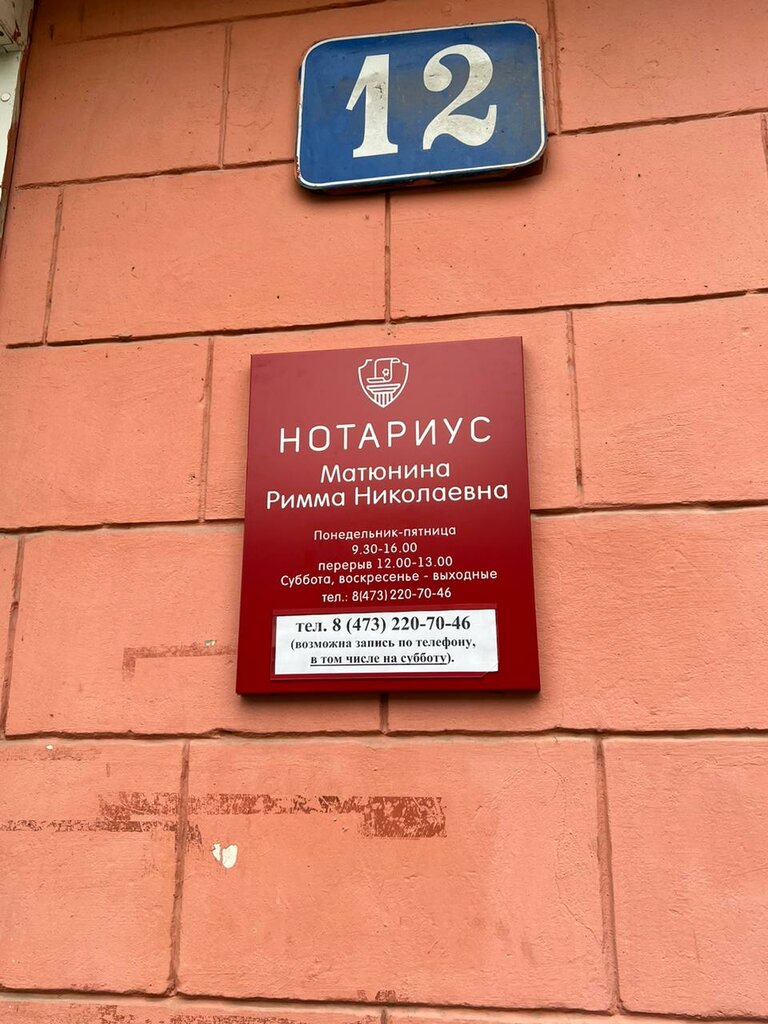 12
НОТАРИУС
Матюнина
Римма Николаевна
Понедельник-пятница
9.30-16.00
перерыв 12.00-13.00
Суббота, воскресенье - выходные
тел.: 8(473)220-70-46
тел. 8 (473) 220-70-46
(возможна запись по телефону,
в том числе на субботу).